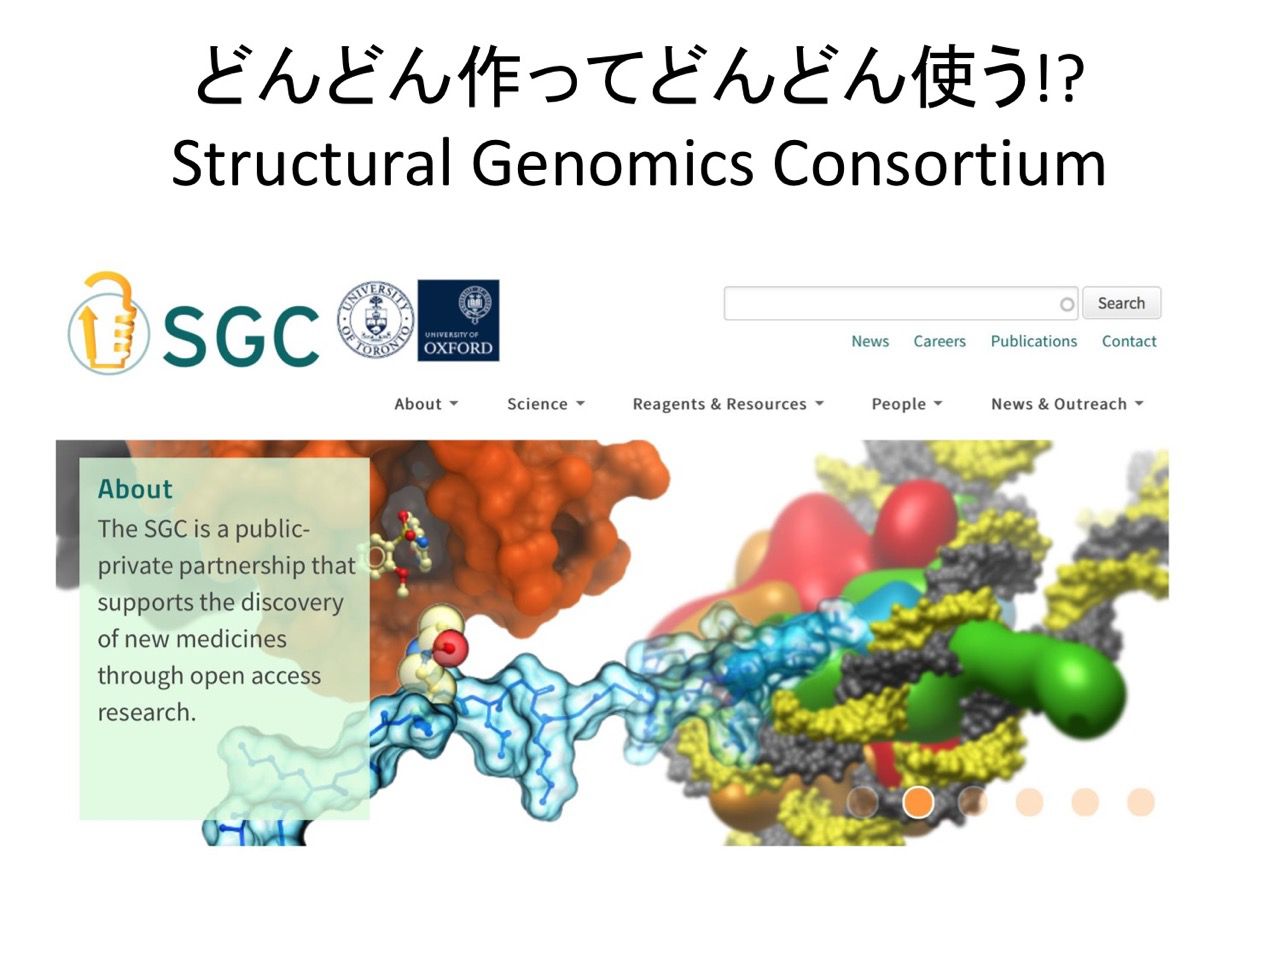 どんどん作ってどんどん使う!?
Structural Genomics Consortium
SGC
UNIVERSITY OF TORONTO
UNIVERSITY OF
OXFORD
Search
News Careers Publications Contact
About Science Reagents & Resources People News & Outreach
About
The SGC is a public-
private partnership that
supports the discovery
of new medicines
through open access
research.